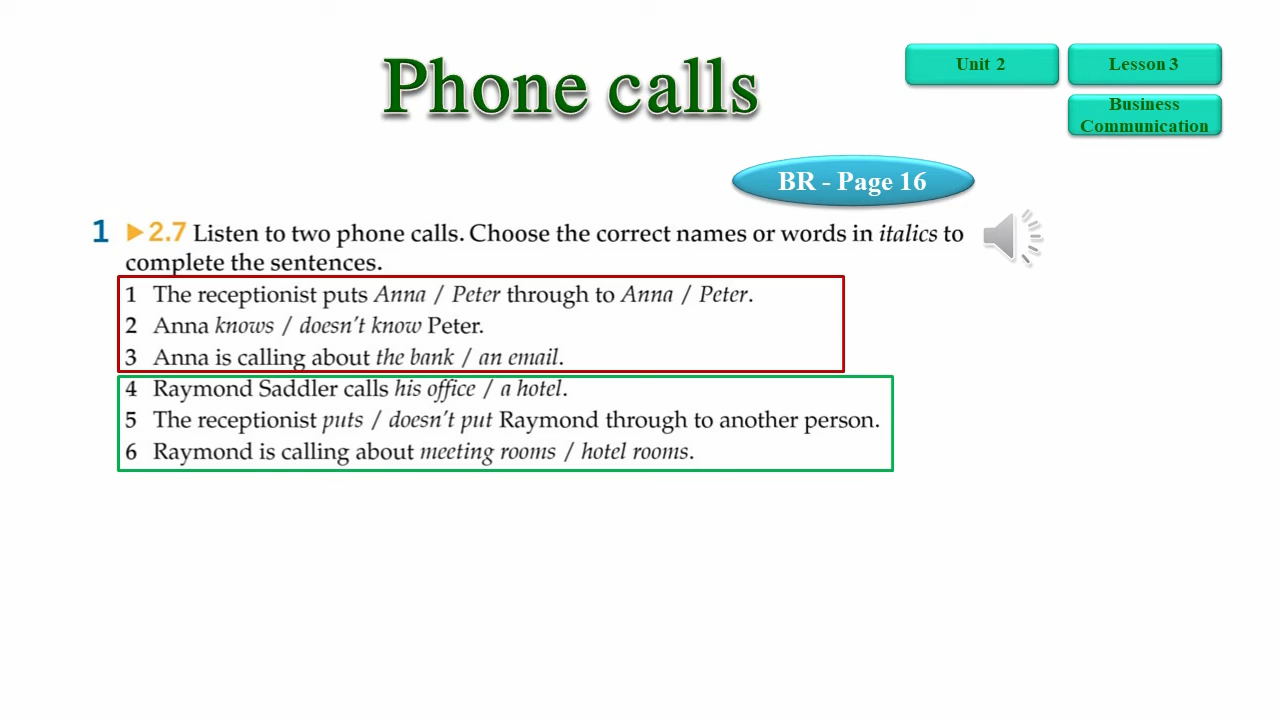 Phone calls
Unit 2
Lesson 3
Business
Communication
BR - Page 16
1 ▶ 2.7 Listen to two phone calls. Choose the correct names or words in italics to
complete the sentences.
1 The receptionist puts Anna / Peter through to Anna / Peter.
2 Anna knows / doesn't know Peter.
3 Anna is calling about the bank / an email.
4 Raymond Saddler calls his office / a hotel.
5 The receptionist puts / doesn't put Raymond through to another person.
6 Raymond is calling about meeting rooms / hotel rooms.